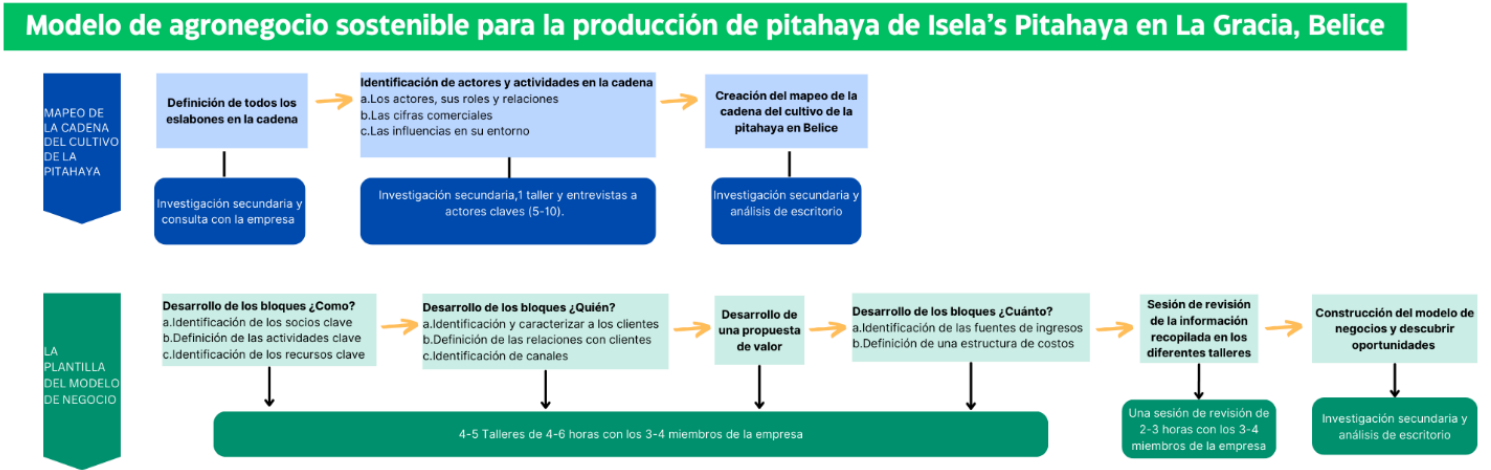 Modelo de agronegocio sostenible para la producción de pitahaya de Isela's Pitahaya en La Gracia, Belice
MAPEO DE
LA CADENA
DEL CULTIVO
DE LA
PITAHAYA
Definición de todos los
eslabones en la cadena
Identificación de actores y actividades en la cadena
a.Los actores, sus roles y relaciones
b.Las cifras comerciales
c.Las influencias en su entorno
Creación del mapeo de la
cadena del cultivo de la
pitahaya en Belice
Investigación secundaria y
consulta con la empresa
Investigación secundaria,1 taller y entrevistas a
actores claves (5-10).
Investigación secundaria y
análisis de escritorio
LA
PLANTILLA
DEL MODELO
DE NEGOCIO
Desarrollo de los bloques ¿Como?
a.Identificación de los socios clave
b.Definición de las actividades clave
c.Identificación de los recursos clave
Desarrollo de los bloques ¿Quién?
a.Identificación y caracterizar a los clientes
b.Definición de las relaciones con clientes
c.Identificación de canales
Desarrollo de
una propuesta
de valor
Desarrollo de los bloques ¿Cuánto?
a.Identificación de las fuentes de ingresos
b.Definición de una estructura de costos
Sesión de revisión
de la información
recopilada en los
diferentes talleres
Construcción del modelo de
negocios y descubrir
oportunidades
4-5 Talleres de 4-6 horas con los 3-4 miembros de la empresa
Una sesión de revisión de
2-3 horas con los 3-4
miembros de la empresa
Investigación secundaria y
análisis de escritorio